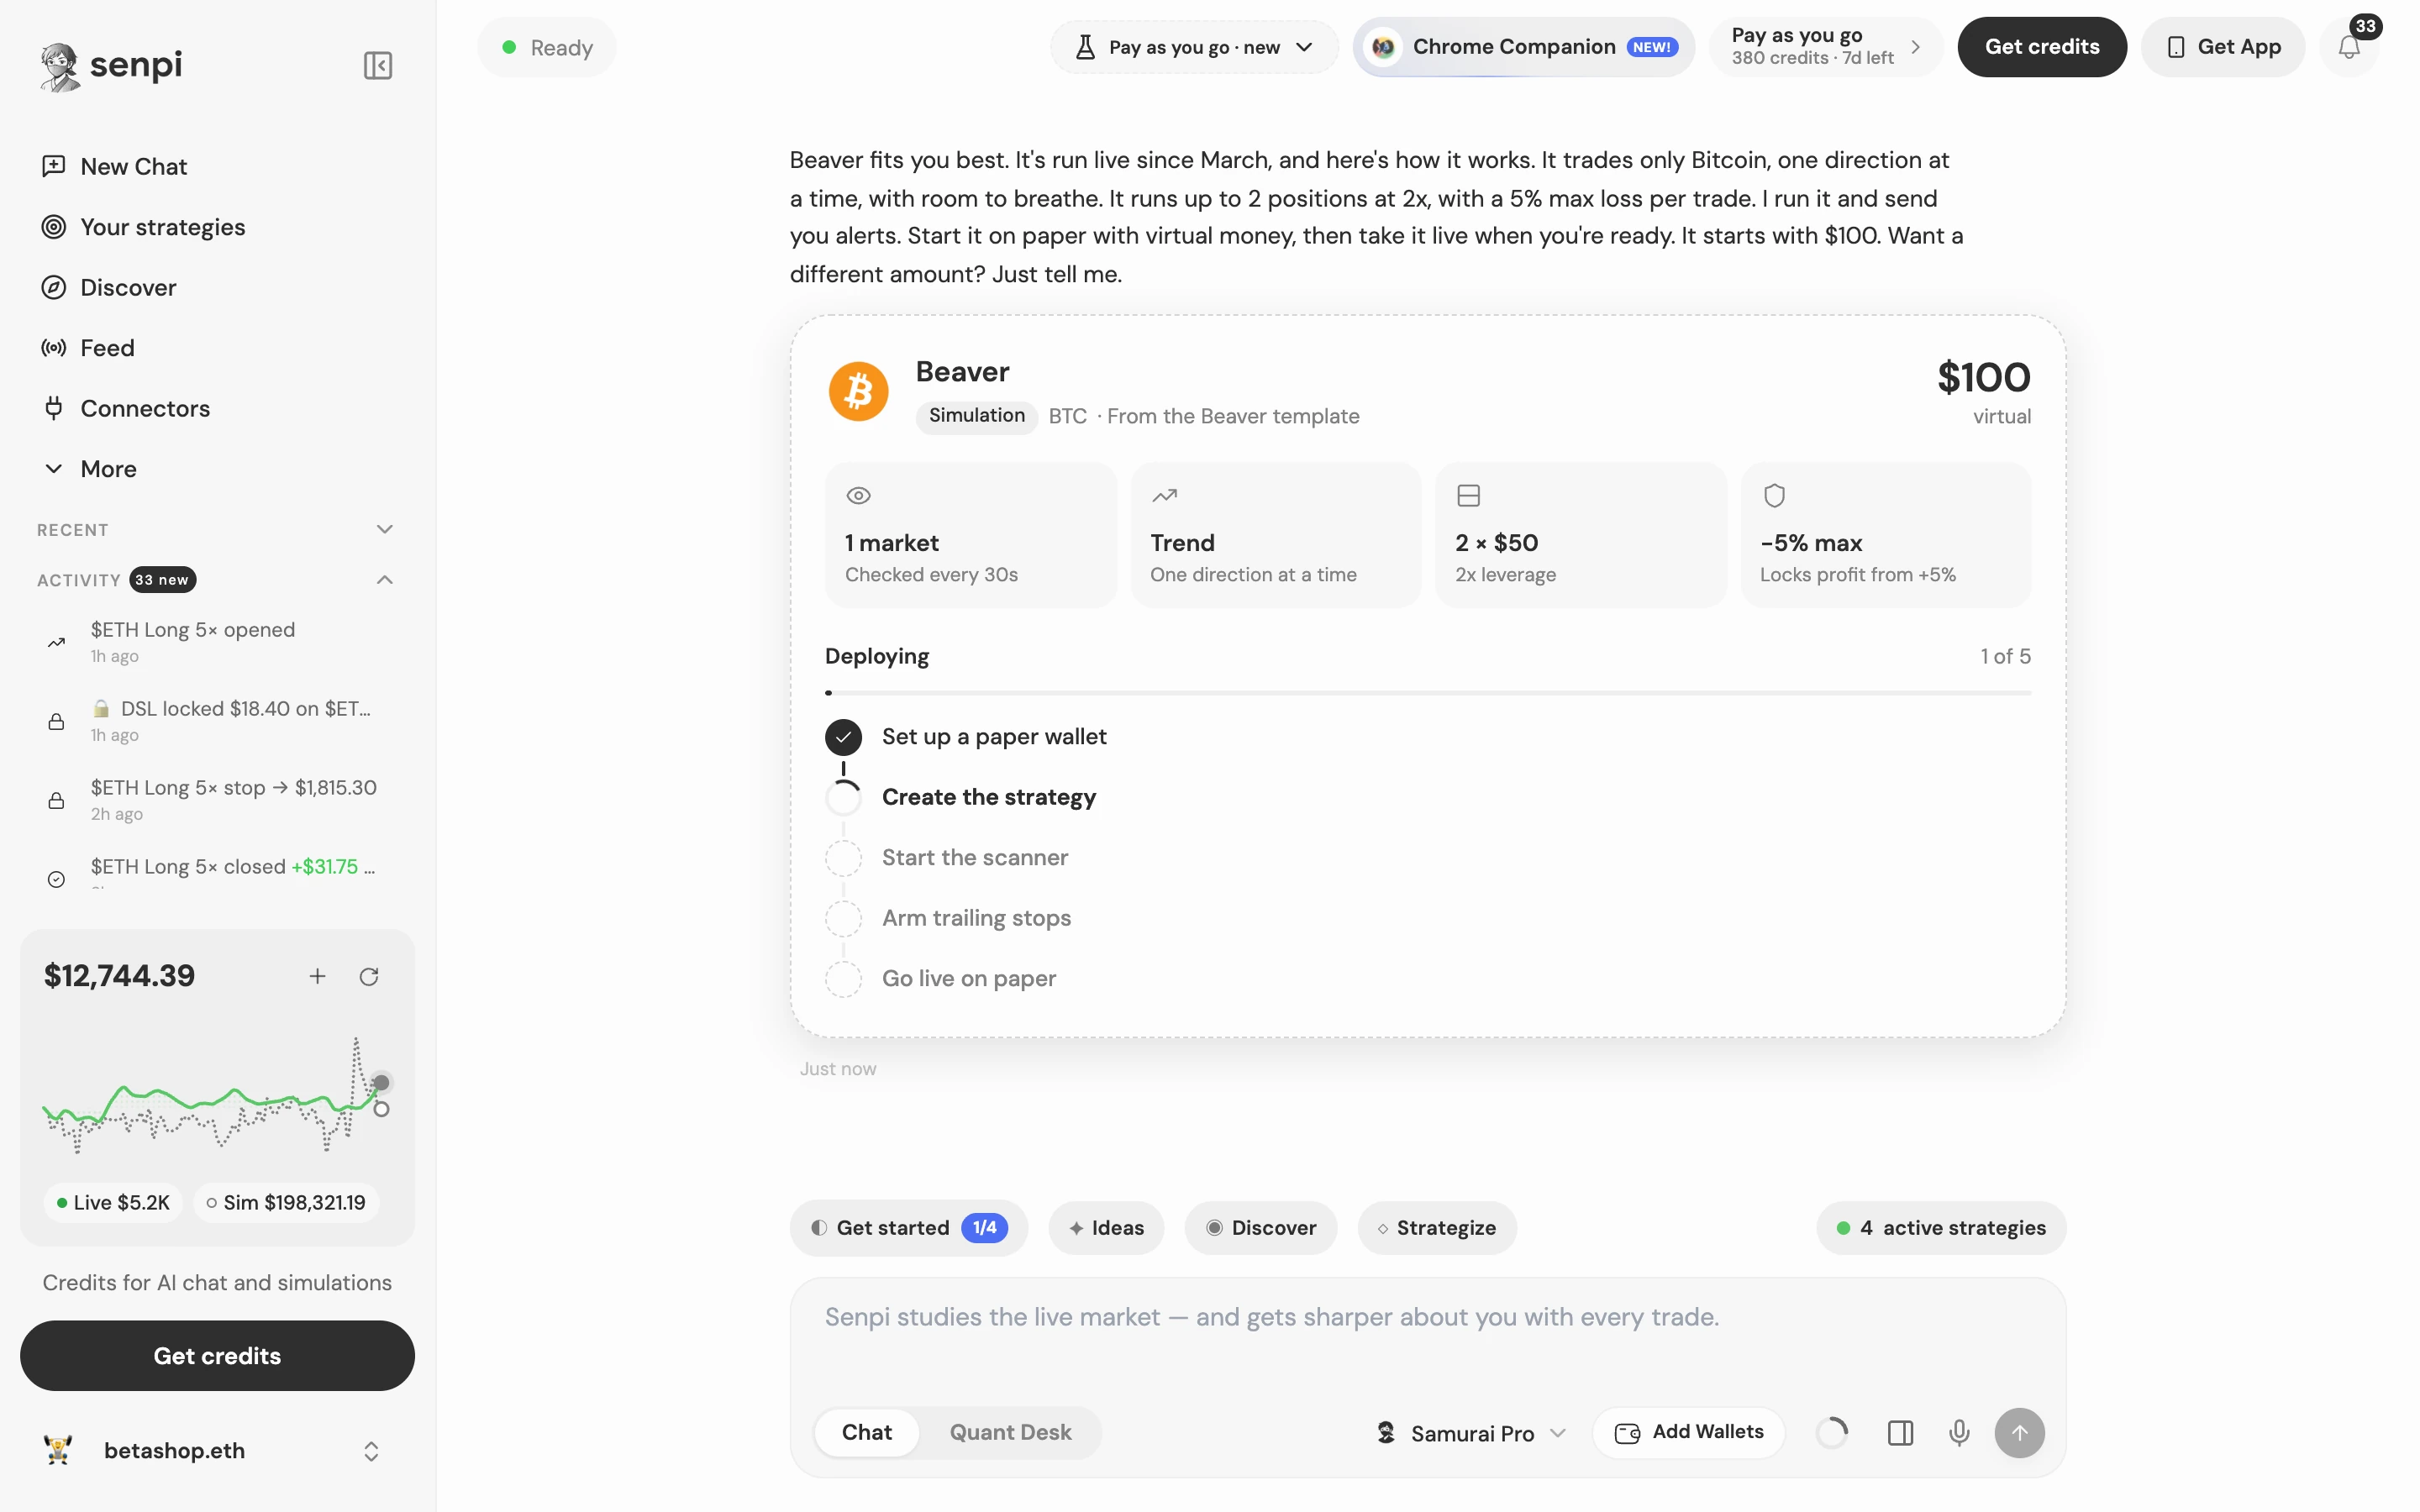 senpi
New Chat
Your strategies
Discover
Feed
Connectors
More
RECENT
ACTIVITY 33 new
$ETH Long 5× opened
1h ago
🔒 DSL locked $18.40 on $ET...
1h ago
$ETH Long 5× stop → $1,815.30
2h ago
$ETH Long 5× closed +$31.75 ...
$12,744.39
Live $5.2K
Sim $198,321.19
Credits for AI chat and simulations
Get credits
betashop.eth
Ready
Pay as you go · new
Chrome Companion NEW!
Pay as you go
380 credits · 7d left
Get credits
Get App
33
Beaver fits you best. It's run live since March, and here's how it works. It trades only Bitcoin, one direction at
a time, with room to breathe. It runs up to 2 positions at 2x, with a 5% max loss per trade. I run it and send
you alerts. Start it on paper with virtual money, then take it live when you're ready. It starts with $100. Want a
different amount? Just tell me.
Beaver
Simulation BTC · From the Beaver template
$100
virtual
1 market
Checked every 30s
Trend
One direction at a time
2 × $50
2x leverage
-5% max
Locks profit from +5%
Deploying
1 of 5
Set up a paper wallet
Create the strategy
Start the scanner
Arm trailing stops
Go live on paper
Just now
Get started 1/4
Ideas
Discover
Strategize
4 active strategies
Senpi studies the live market — and gets sharper about you with every trade.
Chat
Quant Desk
Samurai Pro
Add Wallets